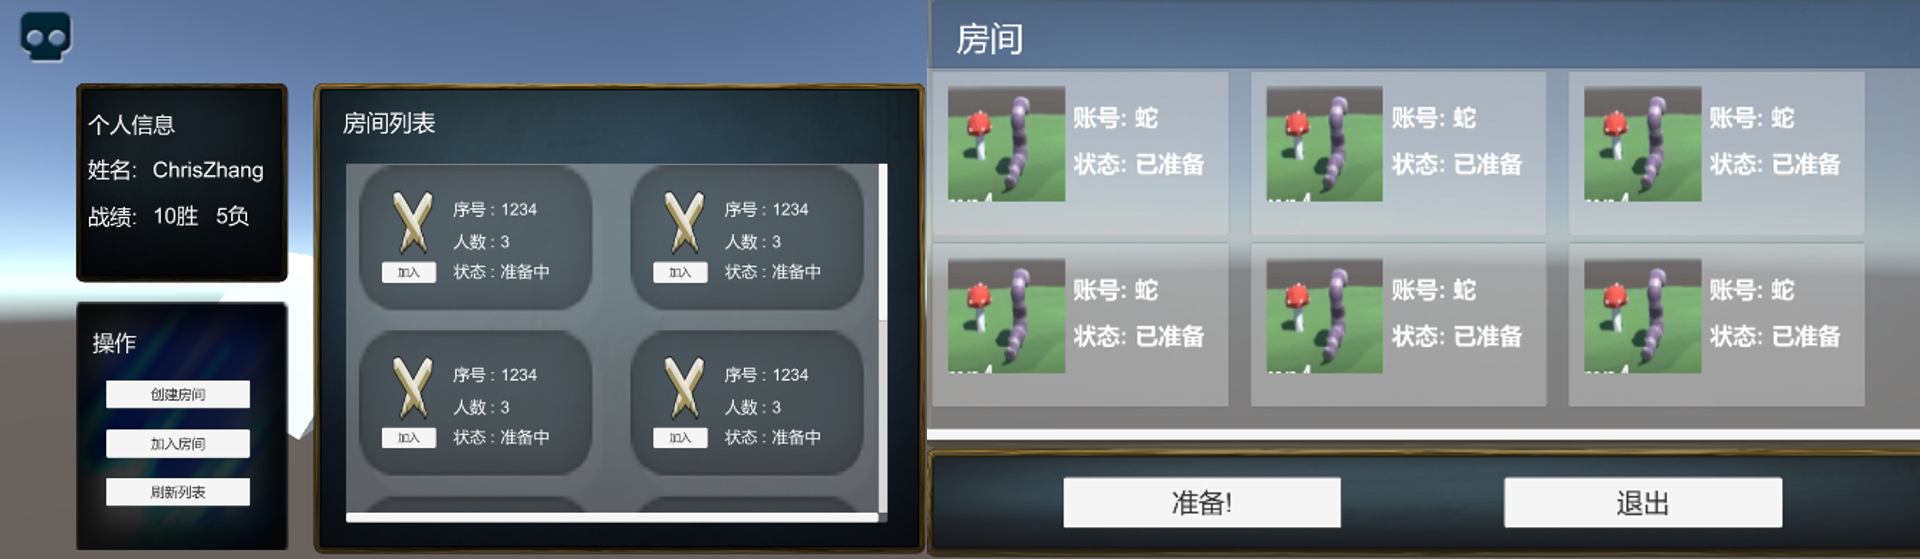 个人信息
姓名: ChrisZhang
战绩: 10胜 5负
操作
创建房间
加入房间
刷新列表
房间列表
序号 : 1234
人数 : 3
加入
状态 : 准备中
序号 : 1234
人数 : 3
加入
状态 : 准备中
序号 : 1234
人数 : 3
加入
状态 : 准备中
序号 : 1234
人数 : 3
加入
状态 : 准备中
房间
账号: 蛇
状态: 已准备
账号: 蛇
状态: 已准备
账号: 蛇
状态: 已准备
账号: 蛇
状态: 已准备
账号: 蛇
状态: 已准备
账号: 蛇
状态: 已准备
准备!
退出